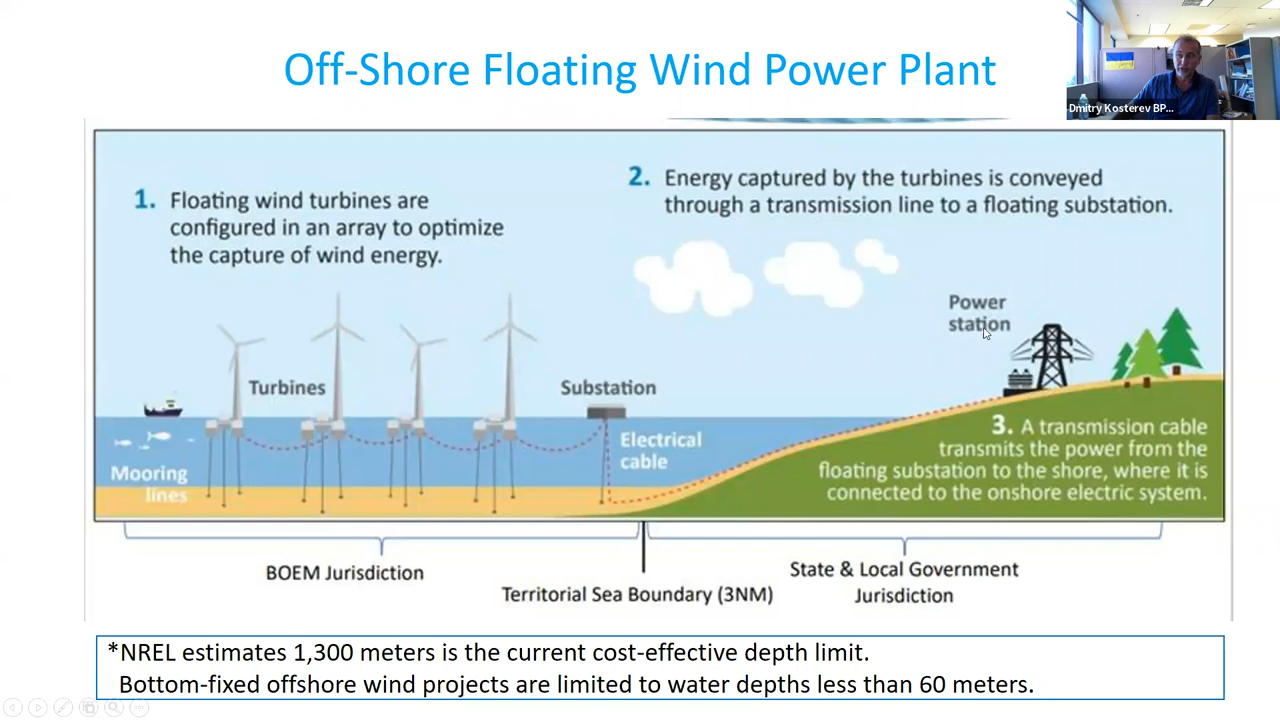 Off-Shore Floating Wind Power Plant
Dmitry Kosterev BP...
1. Floating wind turbines are
configured in an array to optimize
the capture of wind energy.
2. Energy captured by the turbines is conveyed
through a transmission line to a floating substation.
Power
station
Turbines
Substation
Electrical
cable
Mooring
lines
3. A transmission cable
transmits the power from the
floating substation to the shore, where it is
connected to the onshore electric system.
BOEM Jurisdiction
Territorial Sea Boundary (3NM)
State & Local Government
Jurisdiction
*NREL estimates 1,300 meters is the current cost-effective depth limit.
Bottom-fixed offshore wind projects are limited to water depths less than 60 meters.